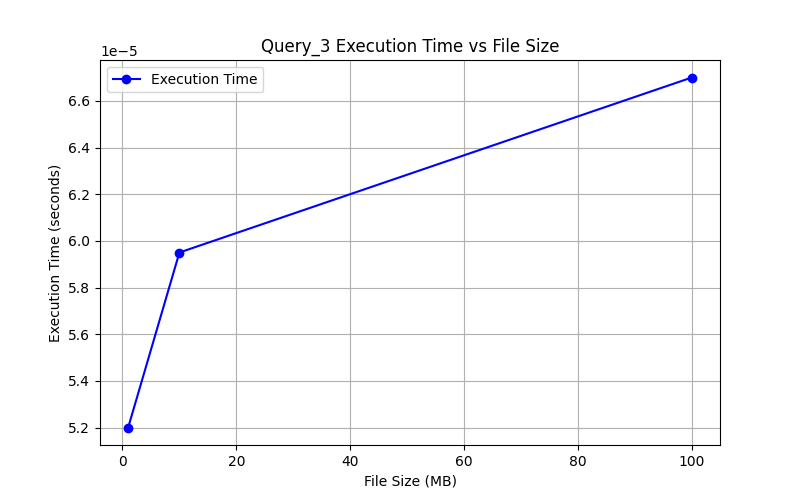 Query_3 Execution Time vs File Size
1e−5
Execution Time
6.6
6.4
6.2
6.0
5.8
5.6
5.4
5.2
Execution Time (seconds)
0 20 40 60 80 100
File Size (MB)